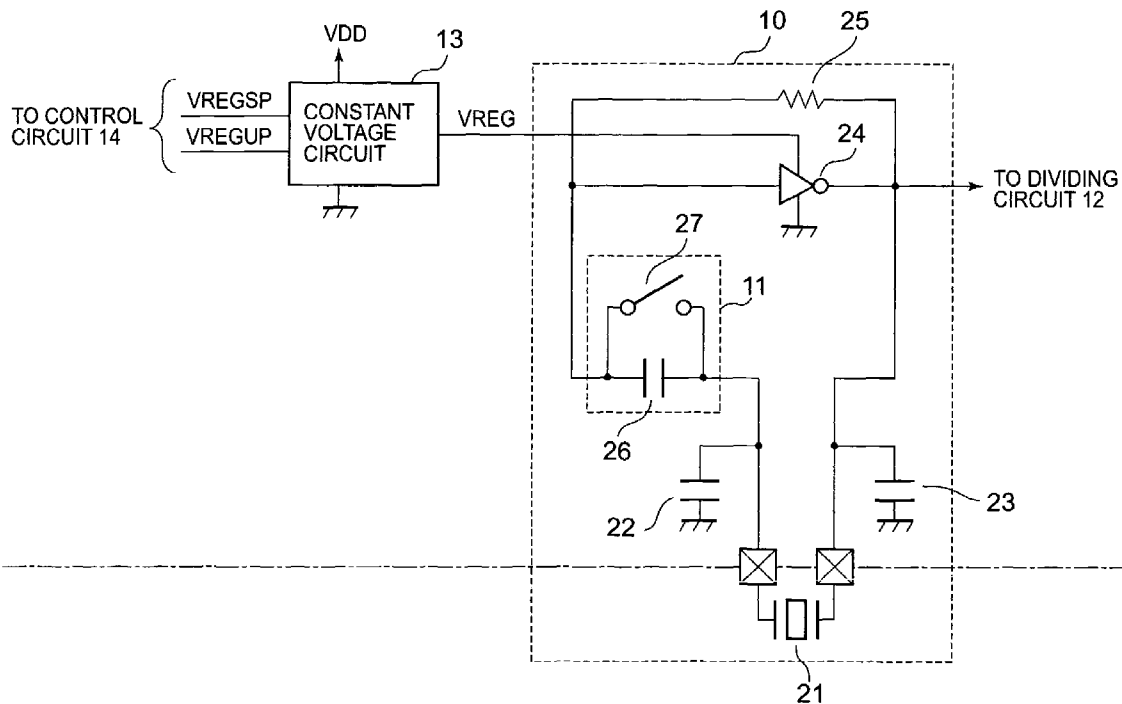 10
25
VDD
13
TO CONTROL
CIRCUIT 14
VREGSP
VREGUP
CONSTANT
VOLTAGE
CIRCUIT
VREG
24
TO DIVIDING
CIRCUIT 12
27
11
26
22
23
21